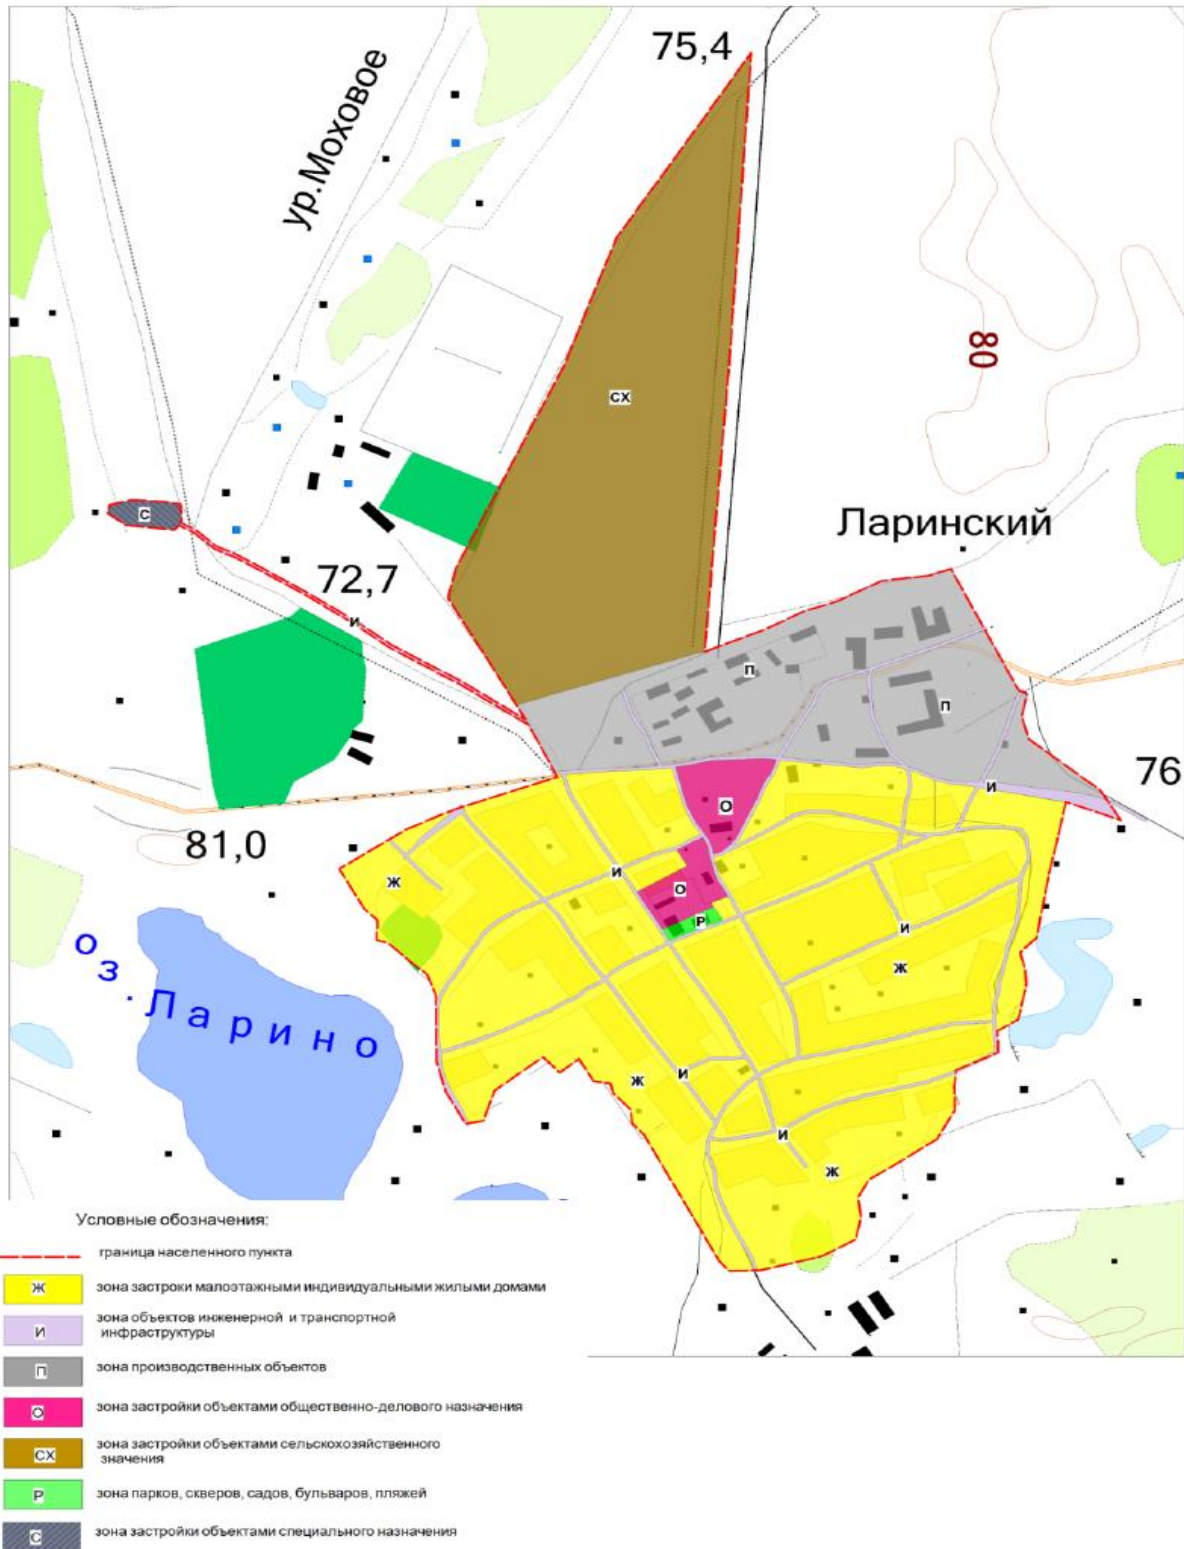 75,4
ур.Моховое
80
СХ
С
Ларинский
72,7
И
П
П
76
И
О
81,0
И
Ж
О
Р
И
Ж
оз.Ларино
Ж
И
И
Ж
Условные обозначения:
граница населенного пункта
Ж зона застроки малоэтажными индивидуальными жилыми домами
зона объектов инженерной и транспортной
И инфраструктуры
П зона производственных объектов
О зона застройки объектами общественно-делового назначения
зона застройки объектами сельскохозяйственного
СХ значения
Р зона парков, скверов, садов, бульваров, пляжей
С зона застройки объектами специального назначения